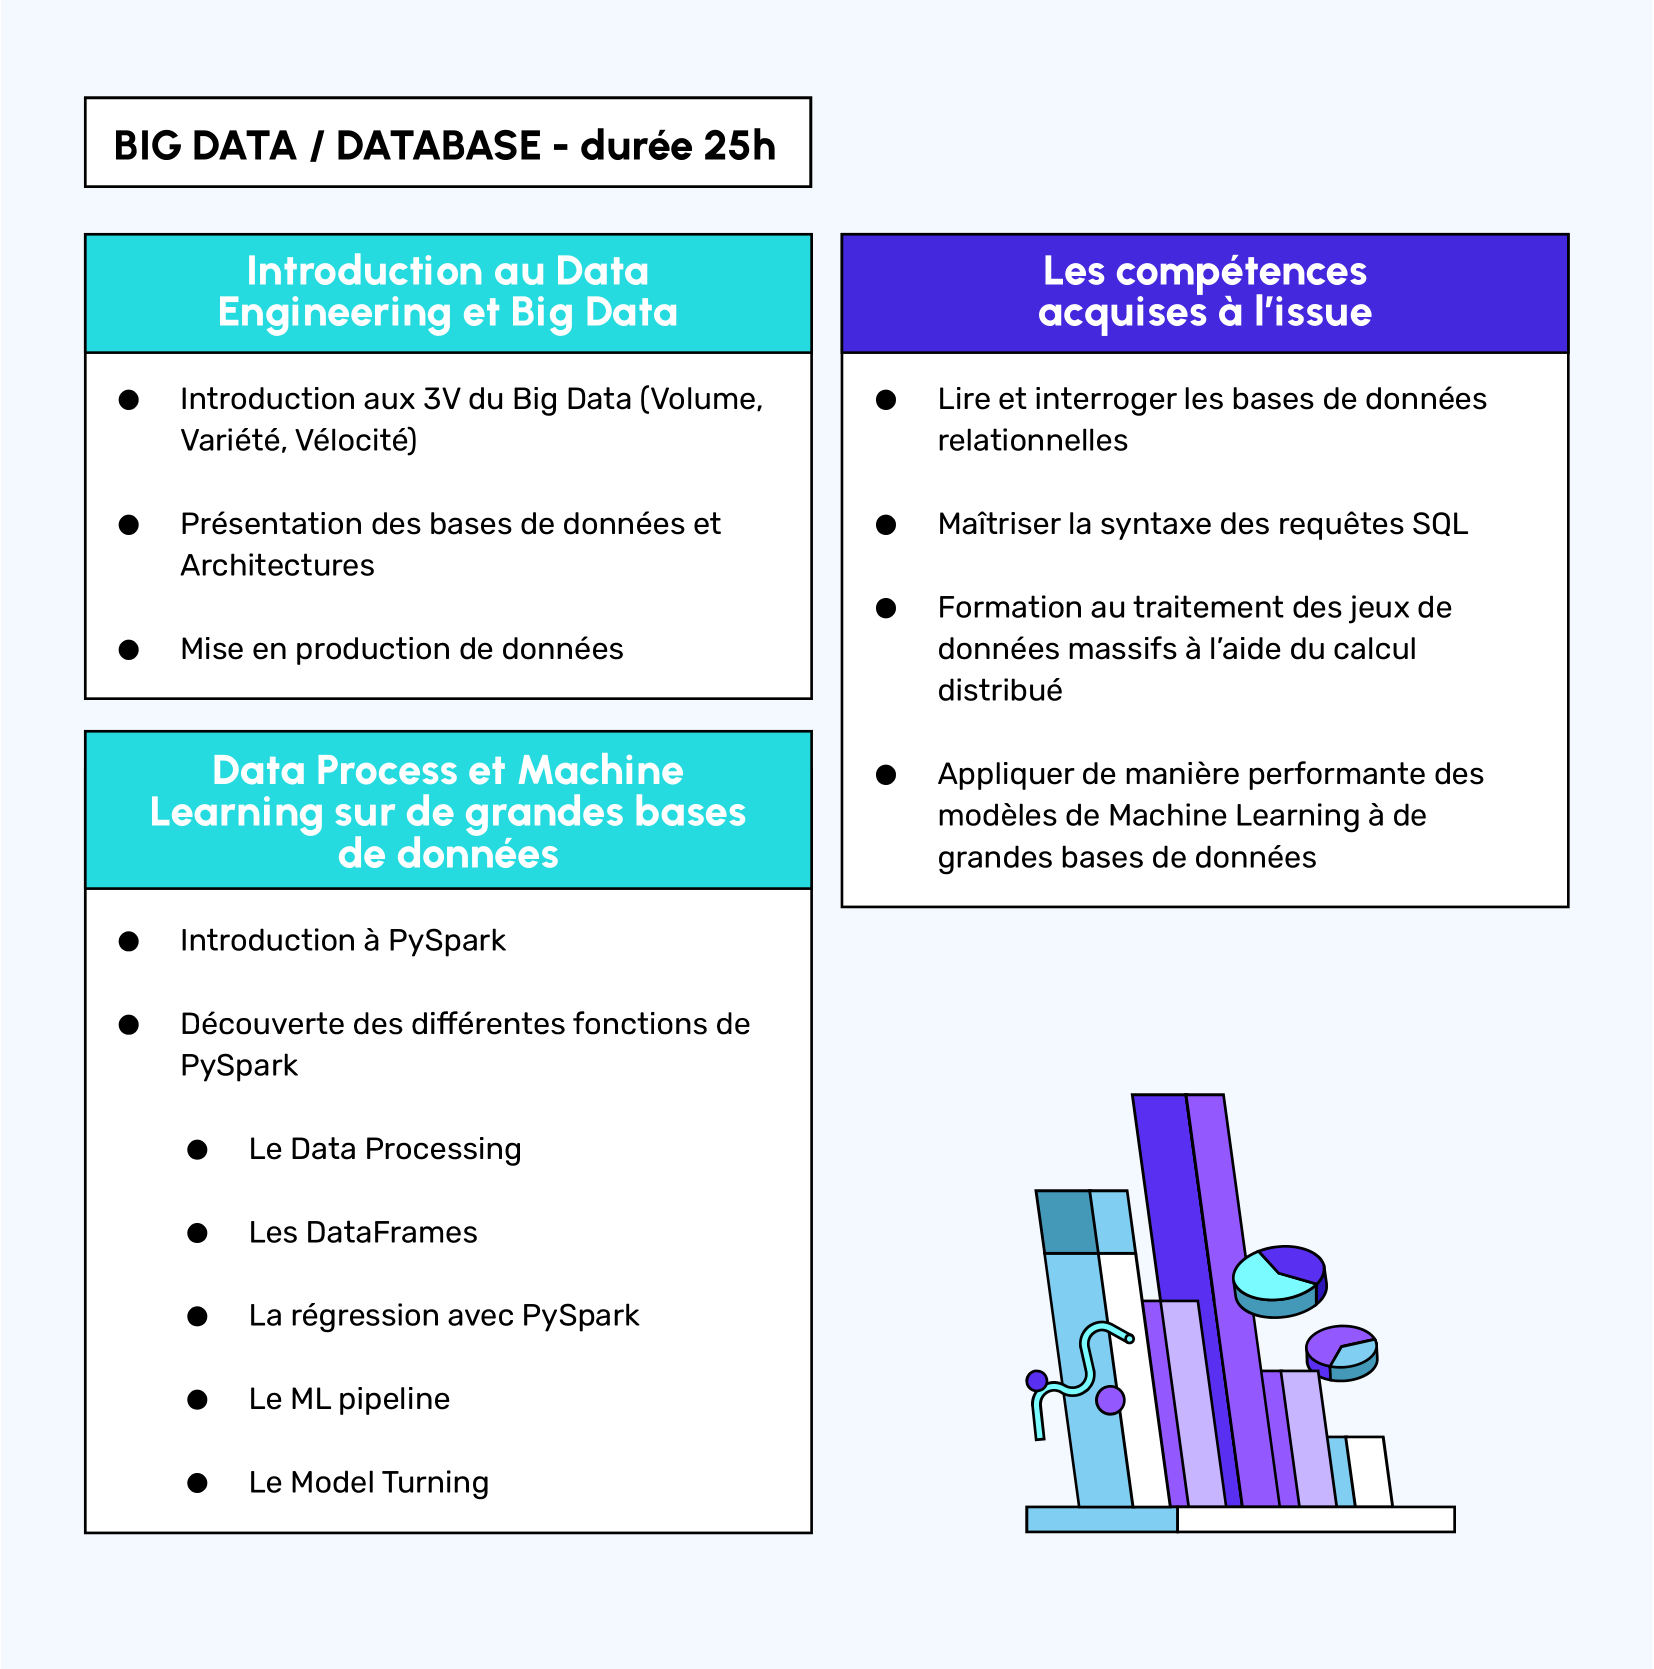 BIG DATA / DATABASE - durée 25h
Introduction au Data
Engineering et Big Data
● Introduction aux 3V du Big Data (Volume,
Variété, Vélocité)
● Présentation des bases de données et
Architectures
● Mise en production de données
Data Process et Machine
Learning sur de grandes bases
de données
● Introduction à PySpark
● Découverte des différentes fonctions de
PySpark
● Le Data Processing
● Les DataFrames
● La régression avec PySpark
● Le ML pipeline
● Le Model Turning
Les compétences
acquises à l’issue
● Lire et interroger les bases de données
relationnelles
● Maîtriser la syntaxe des requêtes SQL
● Formation au traitement des jeux de
données massifs à l’aide du calcul
distribué
● Appliquer de manière performante des
modèles de Machine Learning à de
grandes bases de données